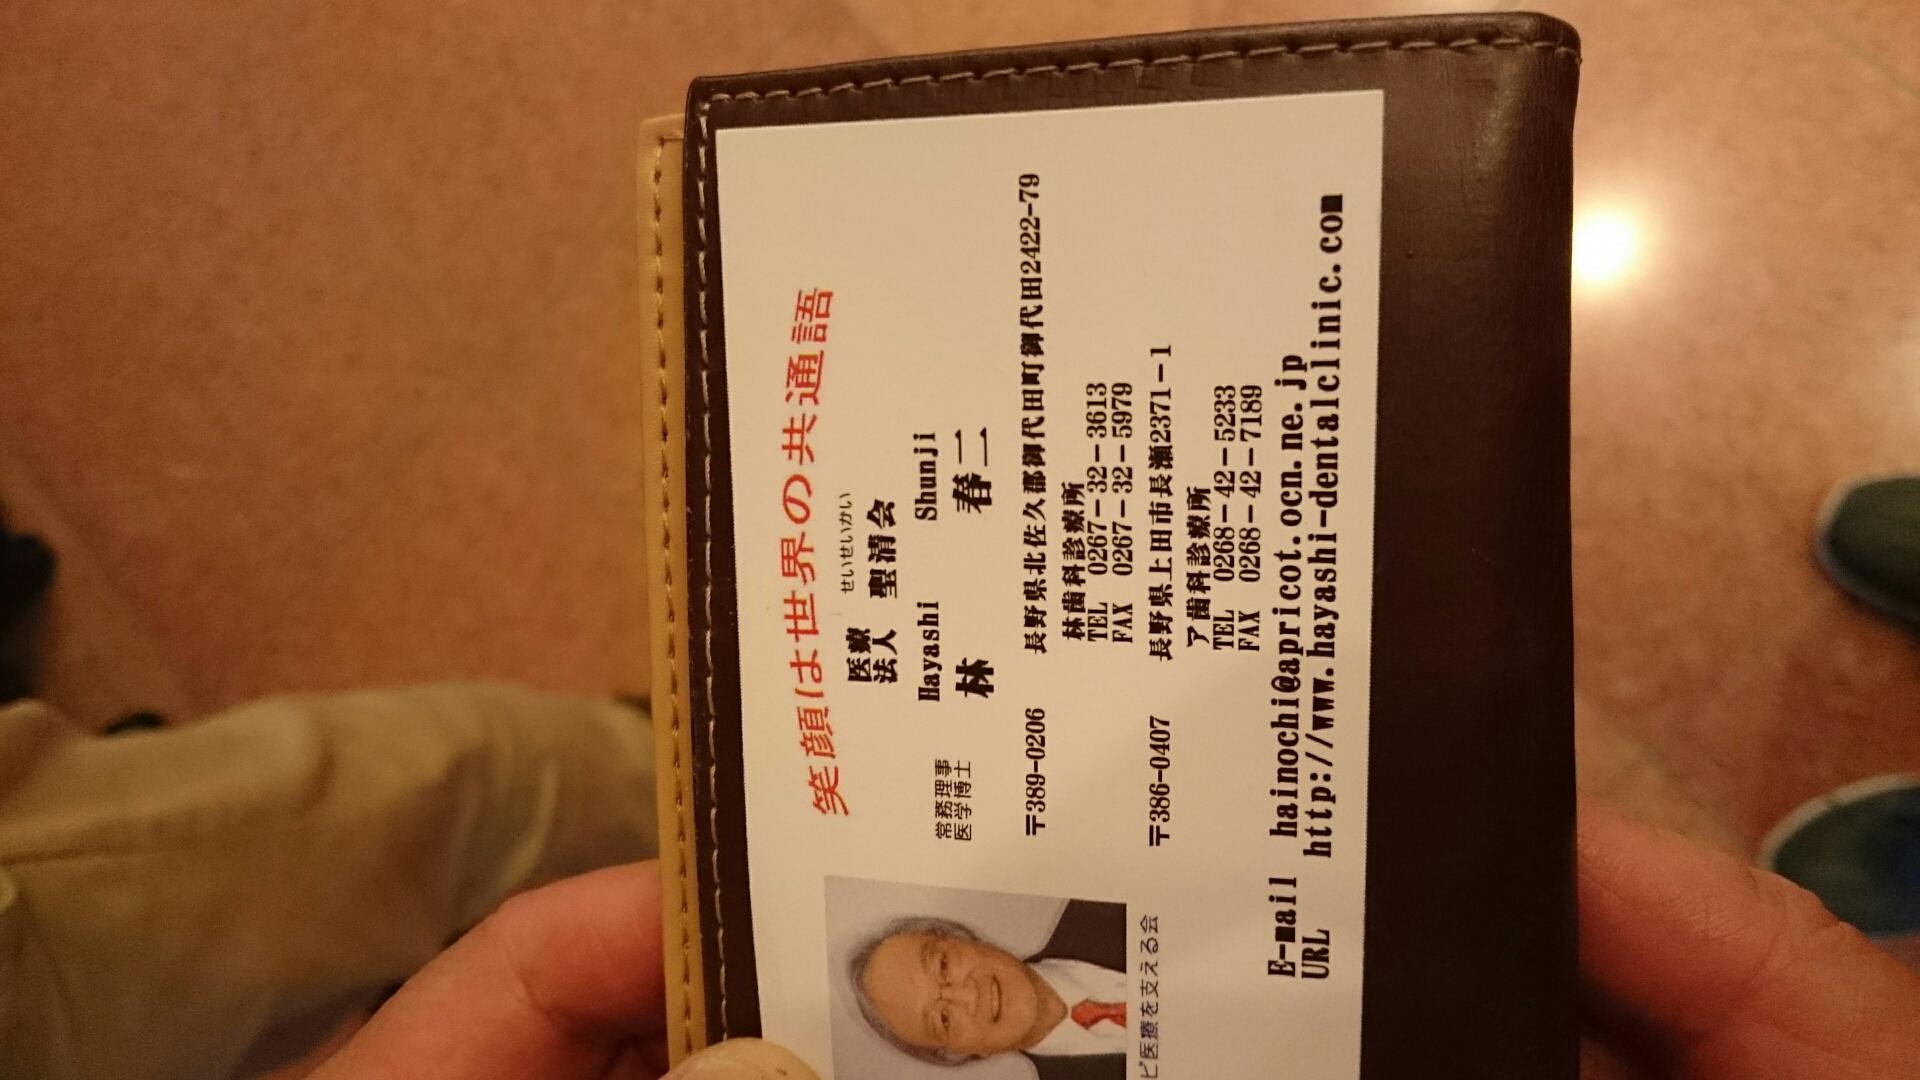 笑顔は世界の共通語
せいせいかい
医療法人 聖清会
Hayashi Shunji
常務理事
医学博士
林 春二
〒389-0206 長野県北佐久郡御代田町御代田2422-79
林歯科診療所
TEL 0267-32-3613
FAX 0267-32-5979
〒386-0407 長野県上田市長瀬2371-1
ア歯科診療所
TEL 0268-42-5233
FAX 0268-42-7189
E-mail hainochi@apricot.ocn.ne.jp
URL http://www.hayashi-dentalclinic.com
ピ医療を支える会